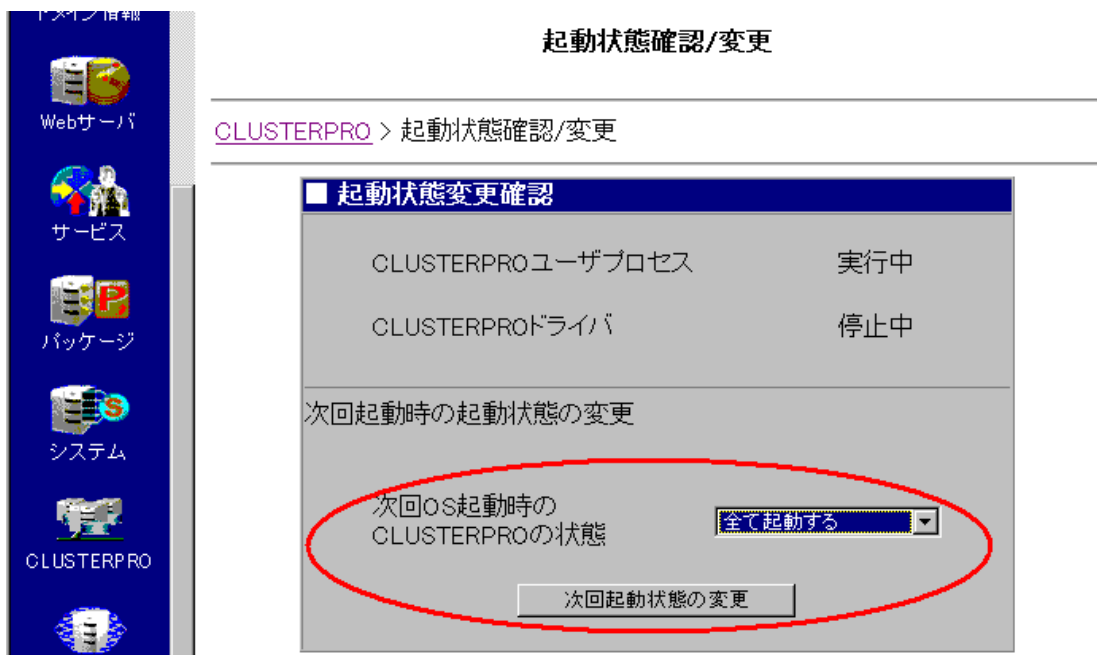 ドメイン情報
Webサーバ
サービス
パッケージ
システム
CLUSTERPRO
起動状態確認/変更
CLUSTERPRO > 起動状態確認/変更
■ 起動状態変更確認
CLUSTERPROユーザプロセス 実行中
CLUSTERPROドライバ 停止中
次回起動時の起動状態の変更
次回OS起動時の
CLUSTERPROの状態 全て起動する
次回起動状態の変更